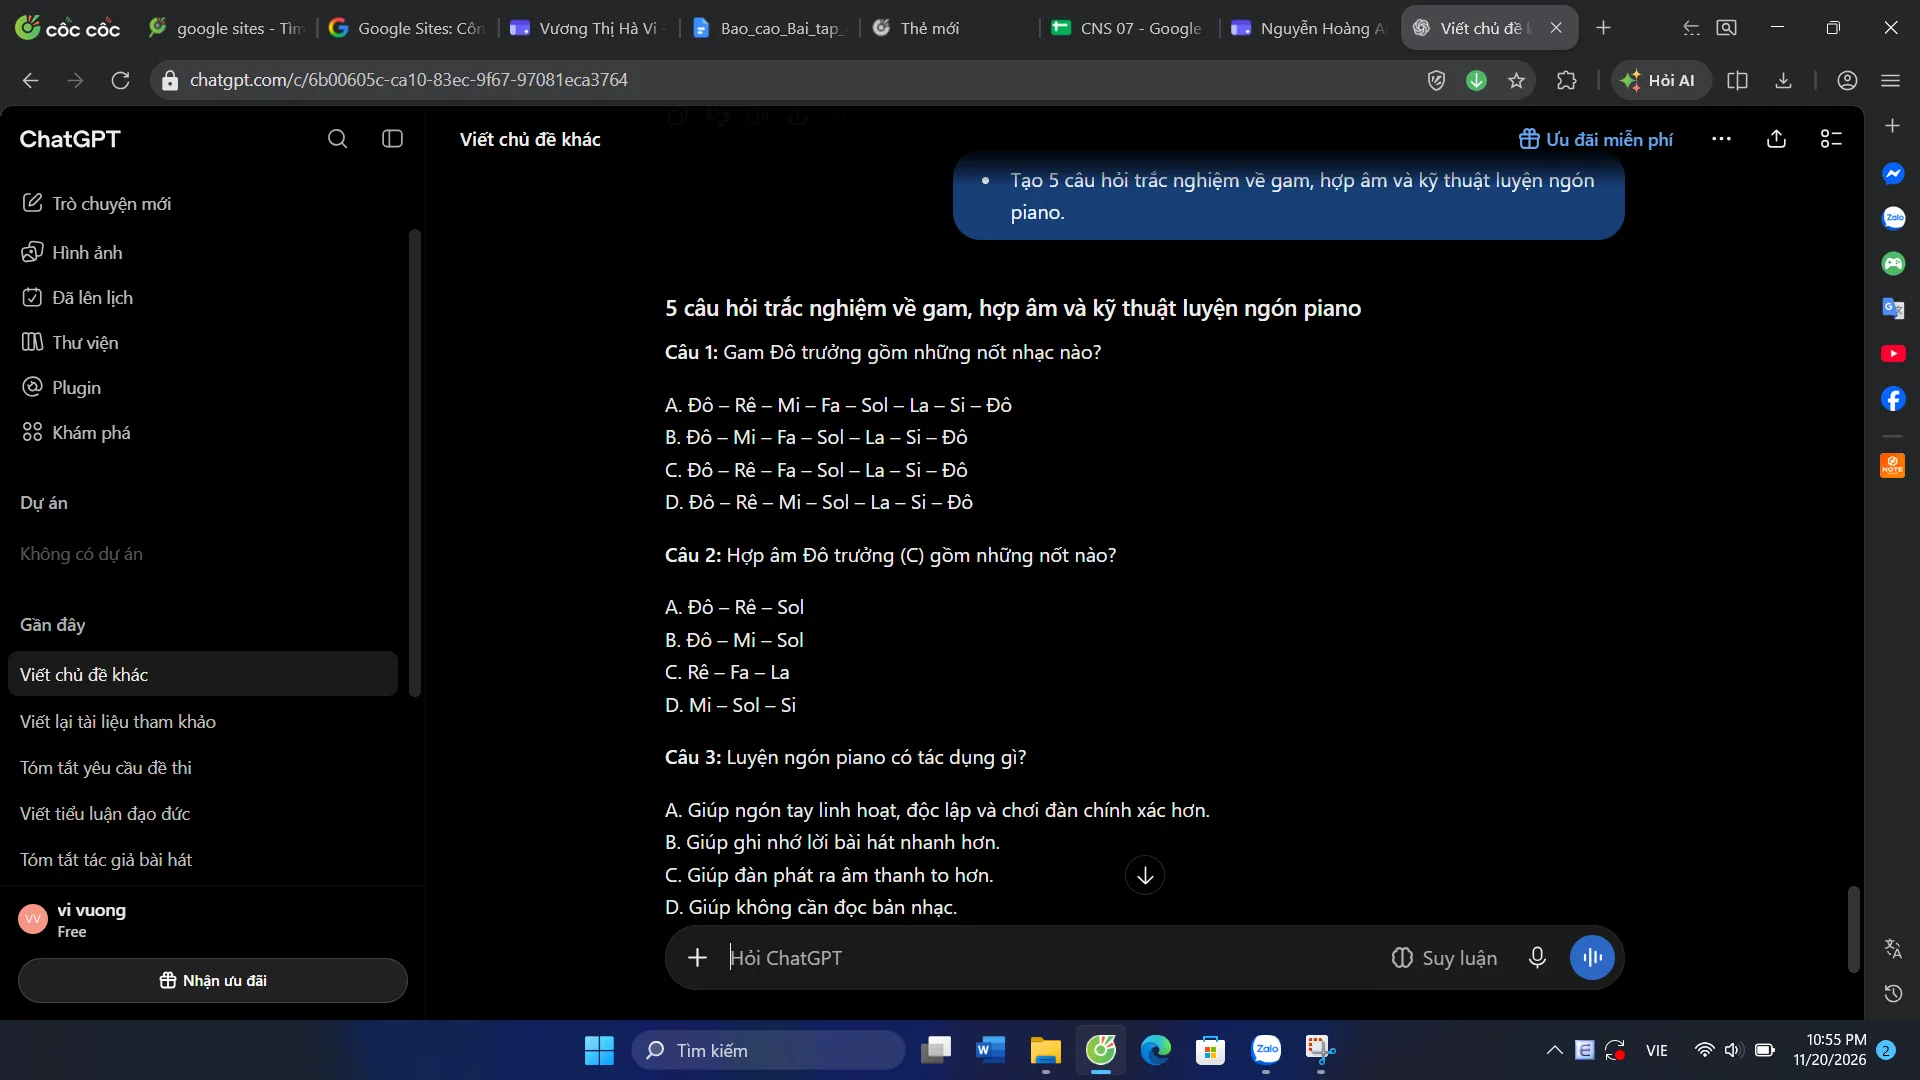 cốc cốc
google sites - Tìm
Google Sites: Côn
Vương Thị Hà Vi -
Bao_cao_Bai_tap_
Thẻ mới
CNS 07 - Google
Nguyễn Hoàng A
Viết chủ đề k
chatgpt.com/c/6b00605c-ca10-83ec-9f67-97081eca3764
Hỏi AI
ChatGPT
Viết chủ đề khác
Ưu đãi miễn phí
Trò chuyện mới
Hình ảnh
Đã lên lịch
Thư viện
Plugin
Khám phá
Dự án
Không có dự án
Gần đây
Viết chủ đề khác
Viết lại tài liệu tham khảo
Tóm tắt yêu cầu đề thi
Viết tiểu luận đạo đức
Tóm tắt tác giả bài hát
VV
vi vuong
Free
Nhận ưu đãi
• Tạo 5 câu hỏi trắc nghiệm về gam, hợp âm và kỹ thuật luyện ngón
piano.
5 câu hỏi trắc nghiệm về gam, hợp âm và kỹ thuật luyện ngón piano
Câu 1: Gam Đô trưởng gồm những nốt nhạc nào?
A. Đô – Rê – Mi – Fa – Sol – La – Si – Đô
B. Đô – Mi – Fa – Sol – La – Si – Đô
C. Đô – Rê – Fa – Sol – La – Si – Đô
D. Đô – Rê – Mi – Sol – La – Si – Đô
Câu 2: Hợp âm Đô trưởng (C) gồm những nốt nào?
A. Đô – Rê – Sol
B. Đô – Mi – Sol
C. Rê – Fa – La
D. Mi – Sol – Si
Câu 3: Luyện ngón piano có tác dụng gì?
A. Giúp ngón tay linh hoạt, độc lập và chơi đàn chính xác hơn.
B. Giúp ghi nhớ lời bài hát nhanh hơn.
C. Giúp đàn phát ra âm thanh to hơn.
D. Giúp không cần đọc bản nhạc.
Hỏi ChatGPT
Suy luận
Zalo
NOTE
Tìm kiếm
Zalo
VIE
10:55 PM
11/20/2026
2